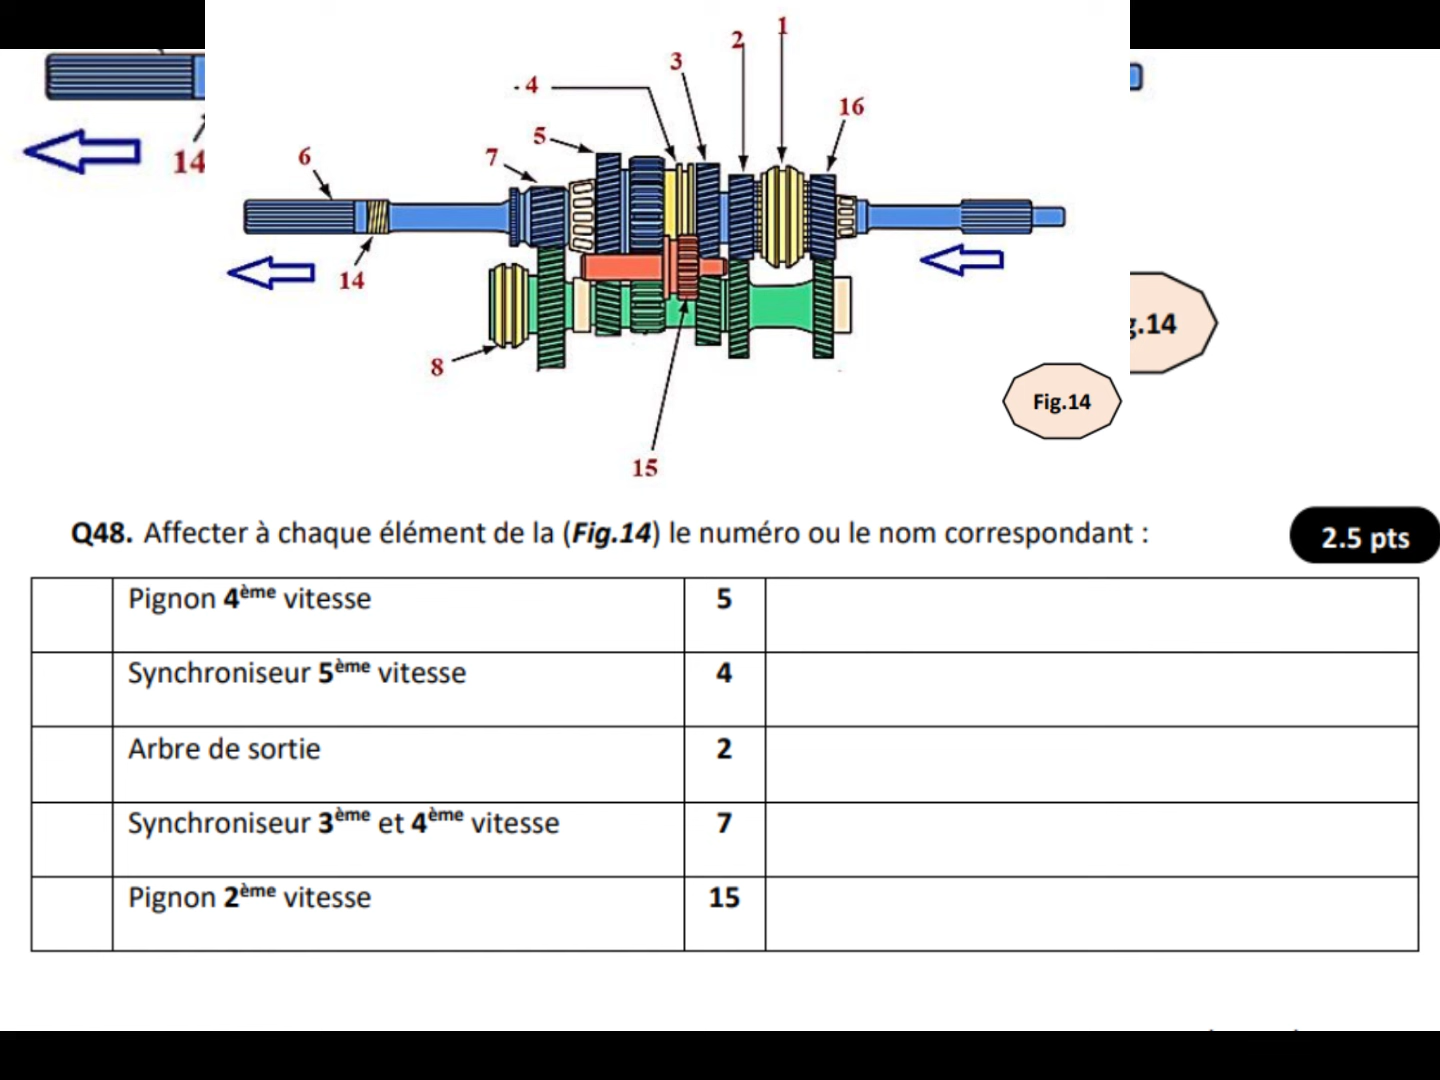 1
2
3
- 4
16
5
7
6
14
14
8
15
g.14
Fig.14
Q48. Affecter à chaque élément de la (Fig.14) le numéro ou le nom correspondant :
2.5 pts
Pignon 4ème vitesse 5
Synchroniseur 5ème vitesse 4
Arbre de sortie 2
Synchroniseur 3ème et 4ème vitesse 7
Pignon 2ème vitesse 15